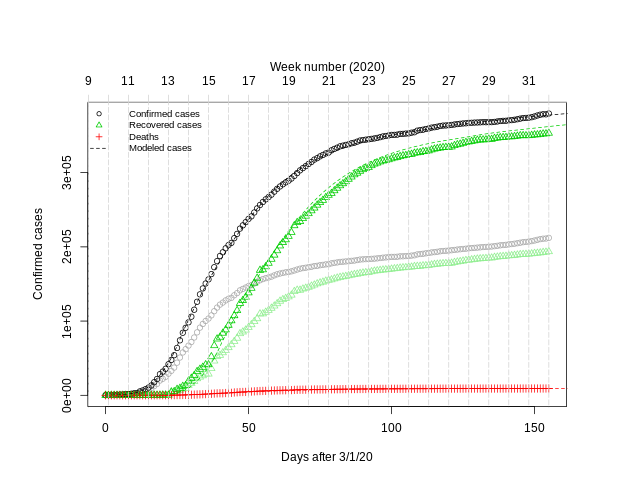 Week number (2020)
9 11 13 14 15 17 19 21 23 25 27 29 31
Confirmed cases
Recovered cases
Deaths
Modeled cases
Confirmed cases
3e+05
2e+05
1e+05
0e+00
0 50 100 150
Days after 3/1/20